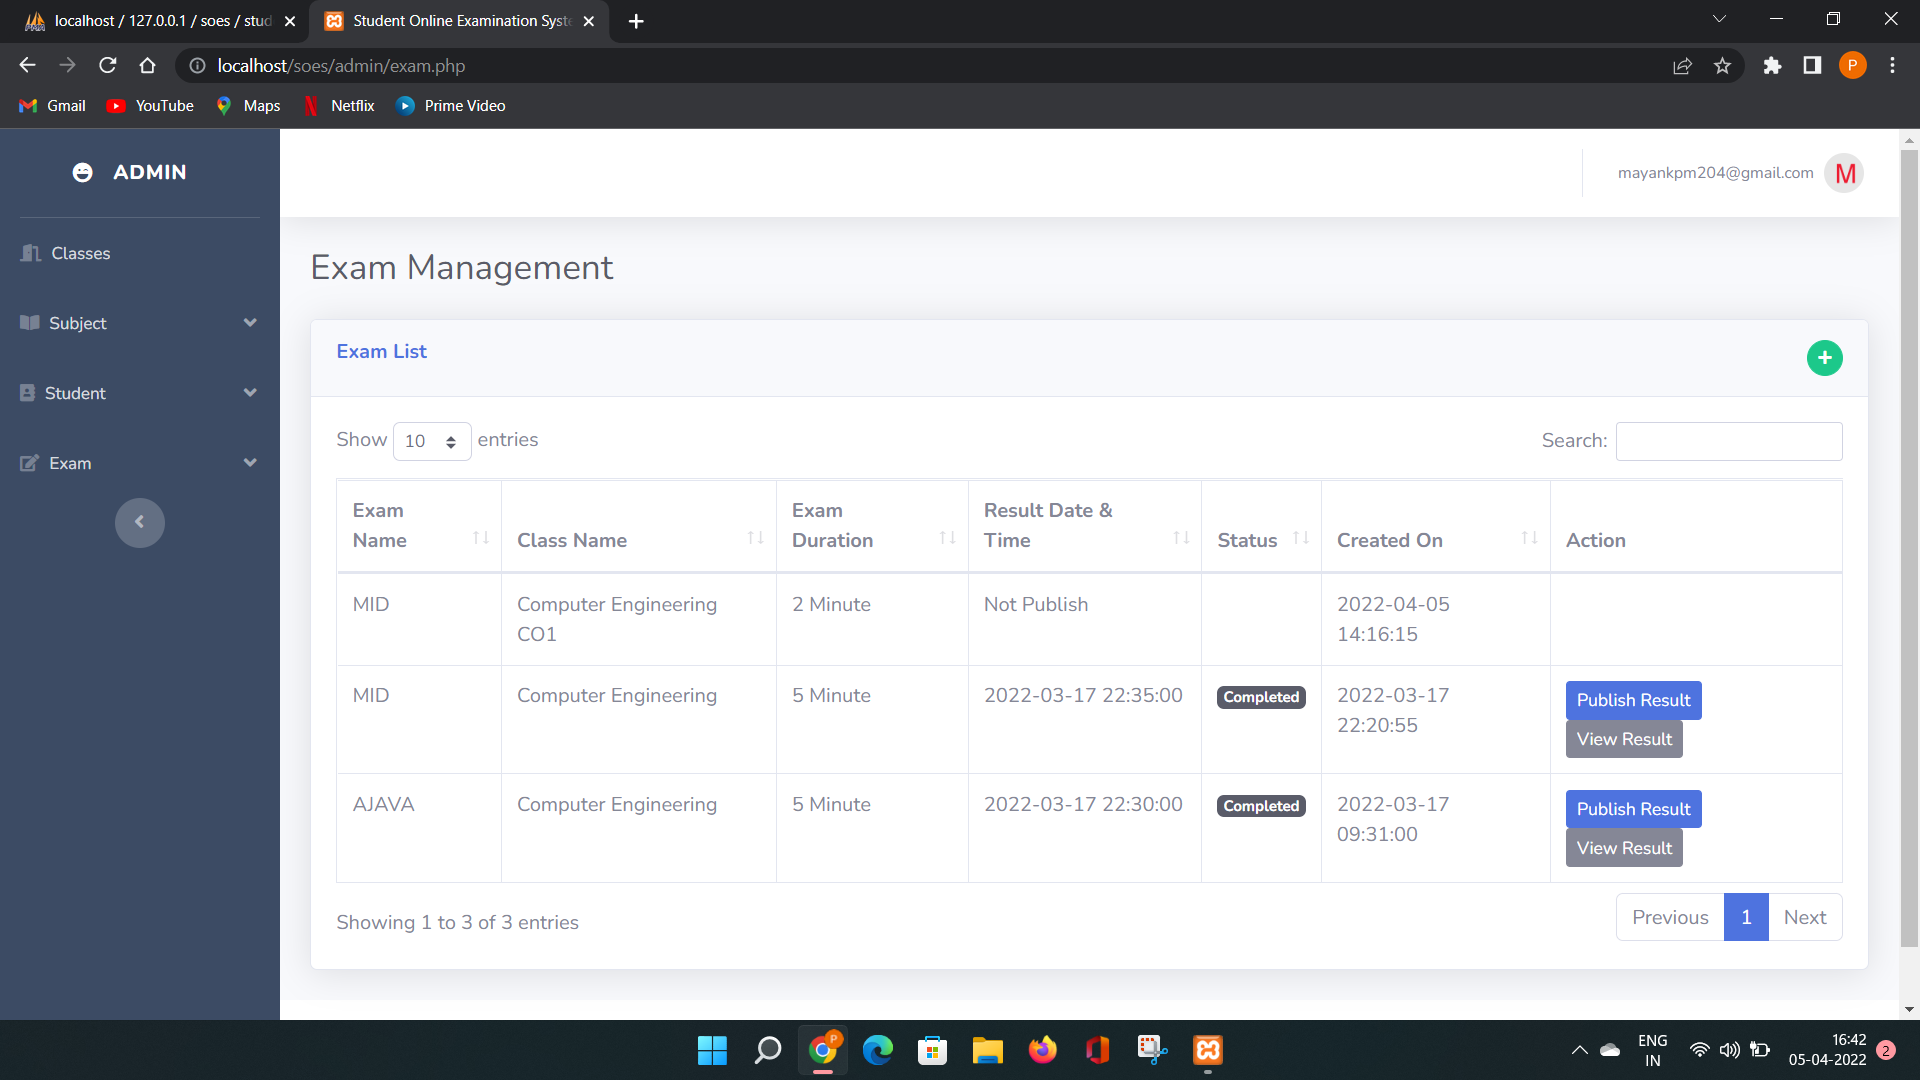 localhost / 127.0.0.1 / soes / stud
Student Online Examination Syste
localhost/soes/admin/exam.php
P
Gmail
YouTube
Maps
Netflix
Prime Video
ADMIN
mayankpm204@gmail.com
M
Classes
Subject
Student
Exam
Exam Management
Exam List
Show 10 entries
Search:
Exam Name
Class Name
Exam Duration
Result Date & Time
Status
Created On
Action
MID
Computer Engineering CO1
2 Minute
Not Publish
2022-04-05 14:16:15
MID
Computer Engineering
5 Minute
2022-03-17 22:35:00
Completed
2022-03-17 22:20:55
Publish Result
View Result
AJAVA
Computer Engineering
5 Minute
2022-03-17 22:30:00
Completed
2022-03-17 09:31:00
Publish Result
View Result
Showing 1 to 3 of 3 entries
Previous
1
Next
P
ENG
IN
16:42
05-04-2022
2